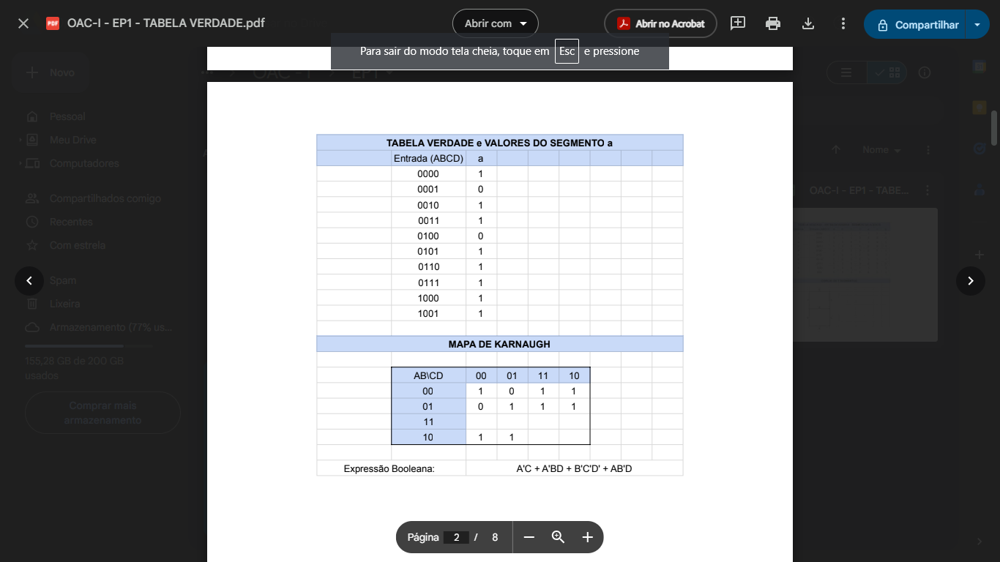 OAC-I - EP1 - TABELA VERDADE.pdf
Abrir com
Abrir no Acrobat
Compartilhar
Para sair do modo tela cheia, toque em Esc e pressione
Novo
OAC - I
EP1
Pessoal
Meu Drive
Computadores
Compartilhados comigo
Recentes
Com estrela
Spam
Lixeira
Armazenamento (77% us...
155,28 GB de 200 GB
usados
Comprar mais
armazenamento
Nome
OAC-I - EP1 - TABE...
TABELA VERDADE e VALORES DO SEGMENTO a
Entrada (ABCD) a
0000 1
0001 0
0010 1
0011 1
0100 0
0101 1
0110 1
0111 1
1000 1
1001 1
MAPA DE KARNAUGH
AB\CD 00 01 11 10
00 1 0 1 1
01 0 1 1 1
11
10 1 1
Expressão Booleana: A'C + A'BD + B'C'D' + AB'D
Página 2 / 8